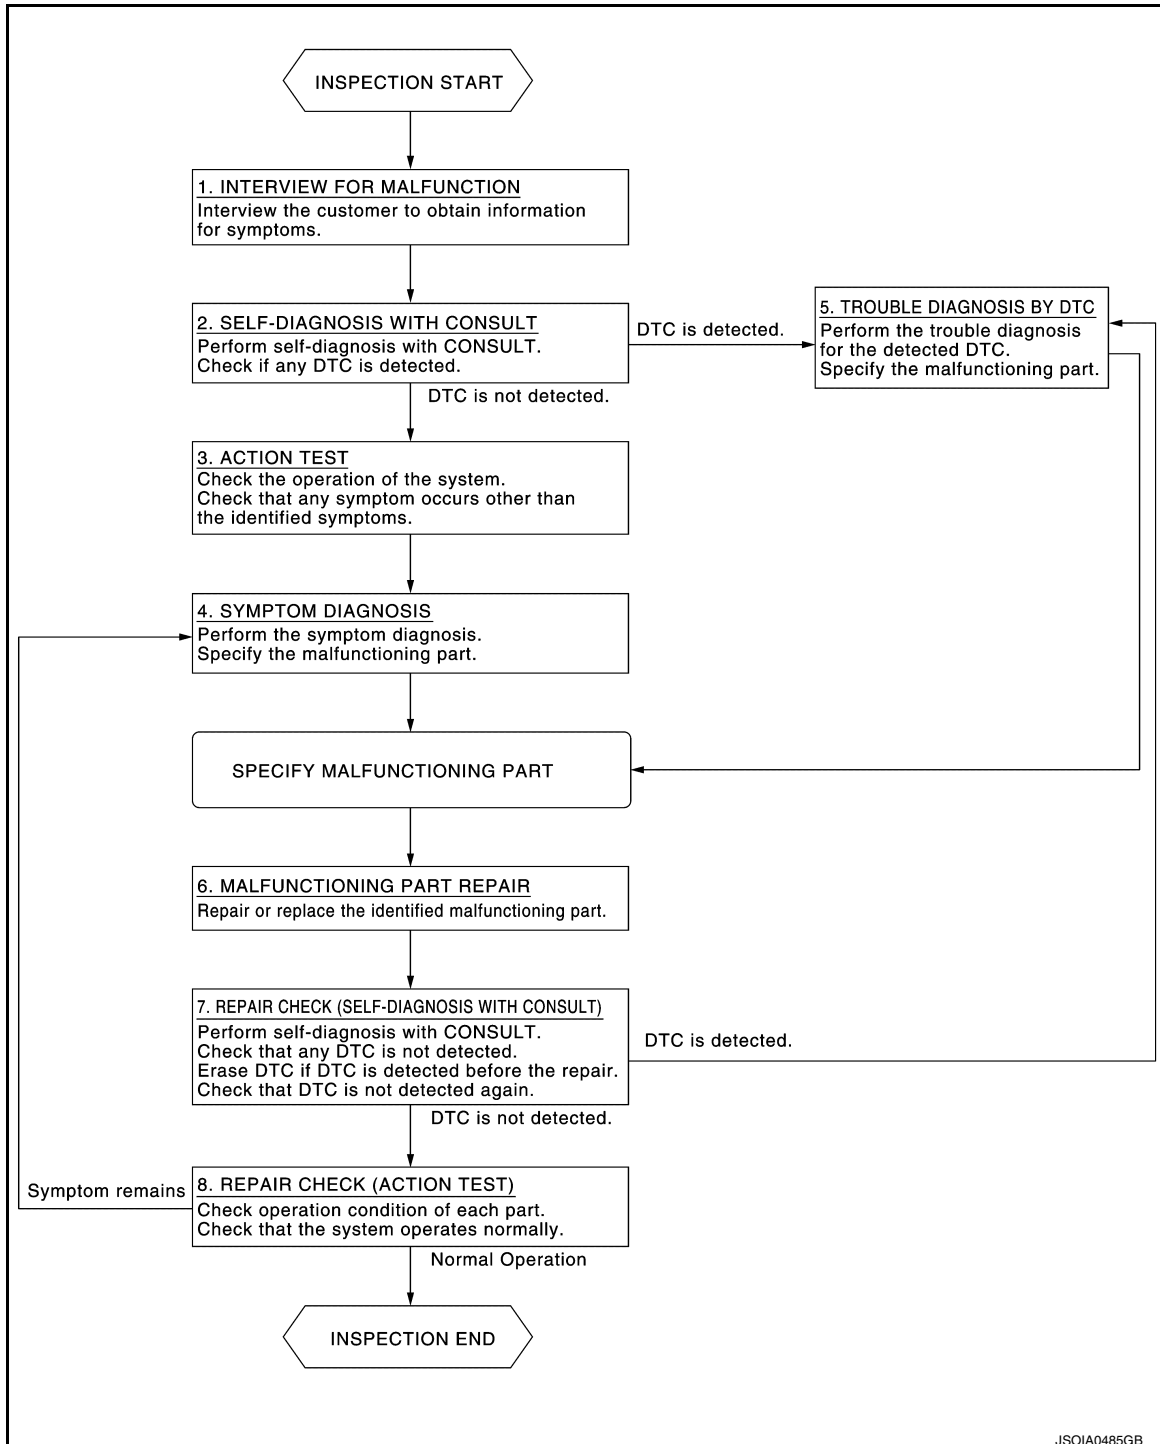 INSPECTION START
1. INTERVIEW FOR MALFUNCTION
Interview the customer to obtain information
for symptoms.
2. SELF-DIAGNOSIS WITH CONSULT
Perform self-diagnosis with CONSULT.
Check if any DTC is detected.
DTC is detected.
5. TROUBLE DIAGNOSIS BY DTC
Perform the trouble diagnosis
for the detected DTC.
Specify the malfunctioning part.
DTC is not detected.
3. ACTION TEST
Check the operation of the system.
Check that any symptom occurs other than
the identified symptoms.
4. SYMPTOM DIAGNOSIS
Perform the symptom diagnosis.
Specify the malfunctioning part.
SPECIFY MALFUNCTIONING PART
6. MALFUNCTIONING PART REPAIR
Repair or replace the identified malfunctioning part.
7. REPAIR CHECK (SELF-DIAGNOSIS WITH CONSULT)
Perform self-diagnosis with CONSULT.
Check that any DTC is not detected.
Erase DTC if DTC is detected before the repair.
Check that DTC is not detected again.
DTC is detected.
DTC is not detected.
Symptom remains
8. REPAIR CHECK (ACTION TEST)
Check operation condition of each part.
Check that the system operates normally.
Normal Operation
INSPECTION END
JSOIA0485GB